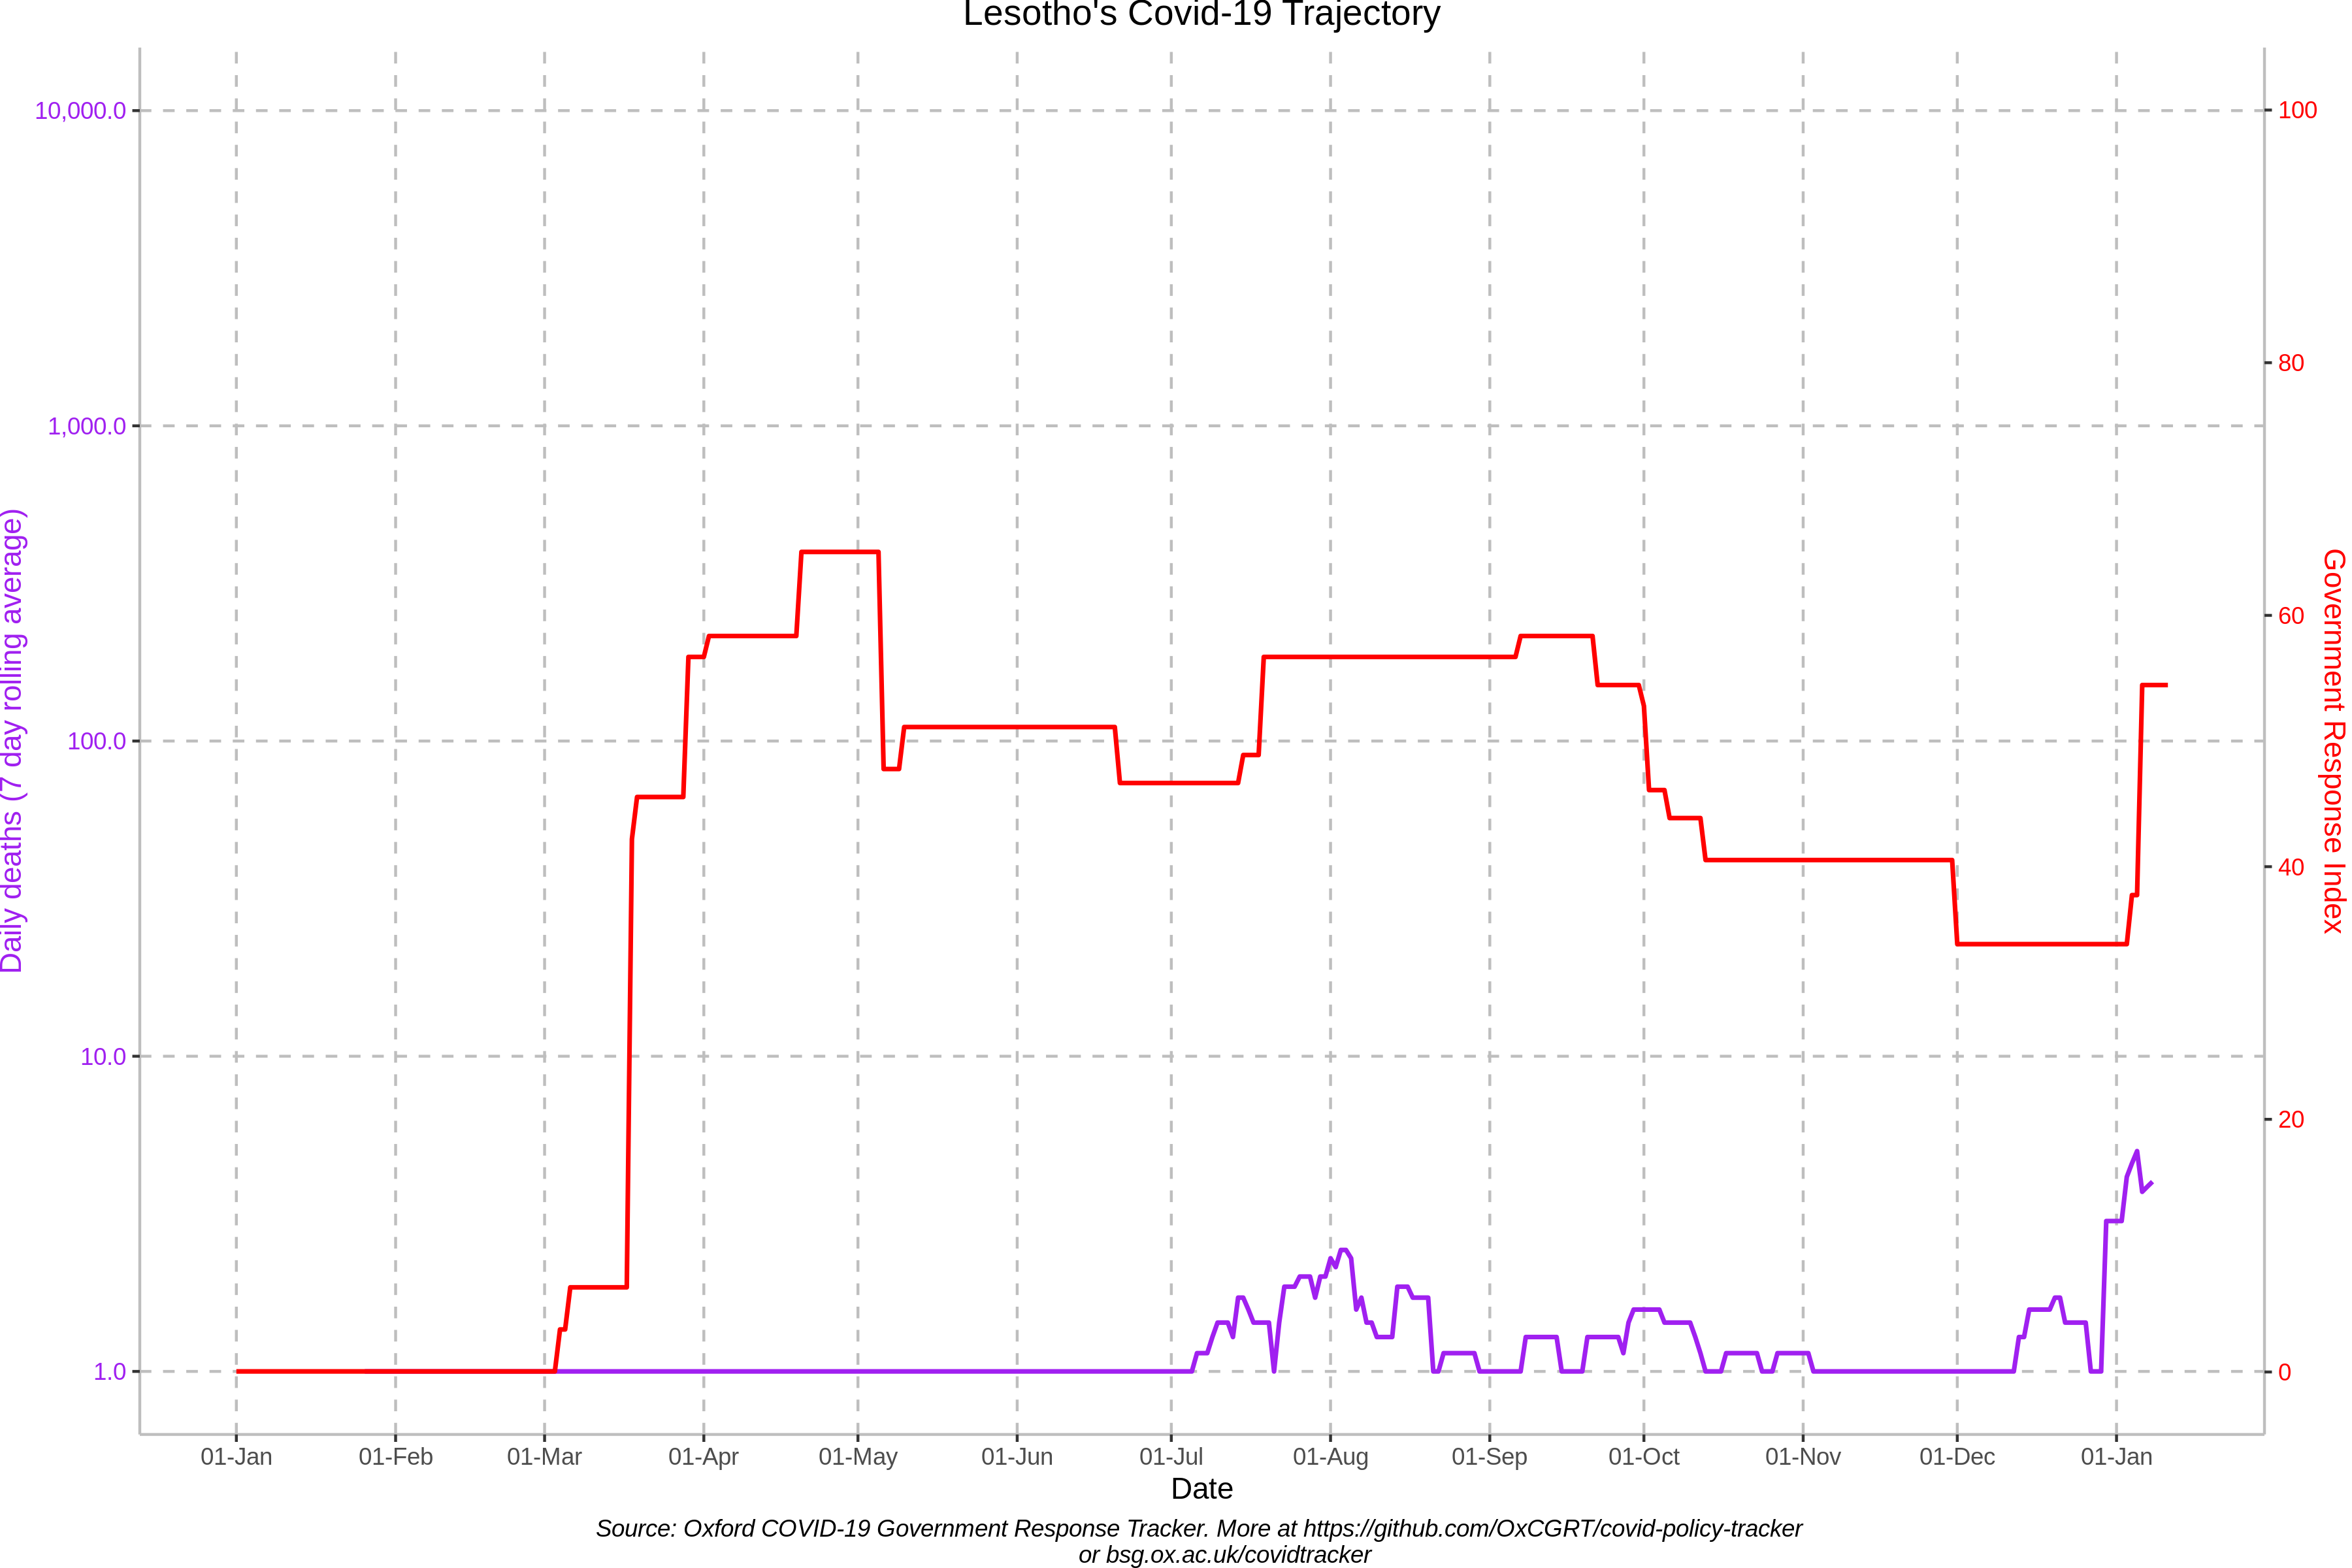 Lesotho's Covid-19 Trajectory
10,000.0
1,000.0
100.0
10.0
1.0
Daily deaths (7 day rolling average)
100
80
60
40
20
0
Government Response Index
01-Jan 01-Feb 01-Mar 01-Apr 01-May 01-Jun 01-Jul 01-Aug 01-Sep 01-Oct 01-Nov 01-Dec 01-Jan
Date
Source: Oxford COVID-19 Government Response Tracker. More at https://github.com/OxCGRT/covid-policy-tracker
or bsg.ox.ac.uk/covidtracker